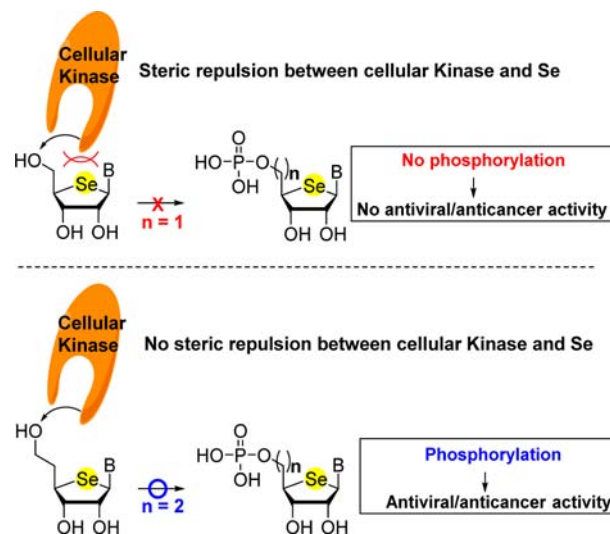 Cellular
Kinase
Steric repulsion between cellular Kinase and Se
HO
Se
B
OH OH
X
n = 1
O
HO-P-O
OH
n
Se
B
OH OH
No phosphorylation
No antiviral/anticancer activity
Cellular
Kinase
No steric repulsion between cellular Kinase and Se
HO
Se
B
OH OH
n = 2
O
HO-P-O
OH
n
Se
B
OH OH
Phosphorylation
Antiviral/anticancer activity